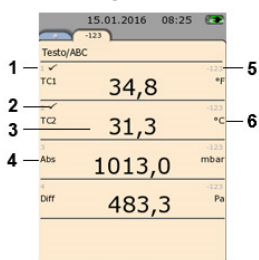 15.01.2016 08:25
-123
Testo/ABC
1 ✓ -123 5
TC1 34,8 °F
2 ✓
3 TC2 31,3 °C 6
3 -123
4 Abs 1013,0 mbar
4 -123
Diff 483,3 Pa